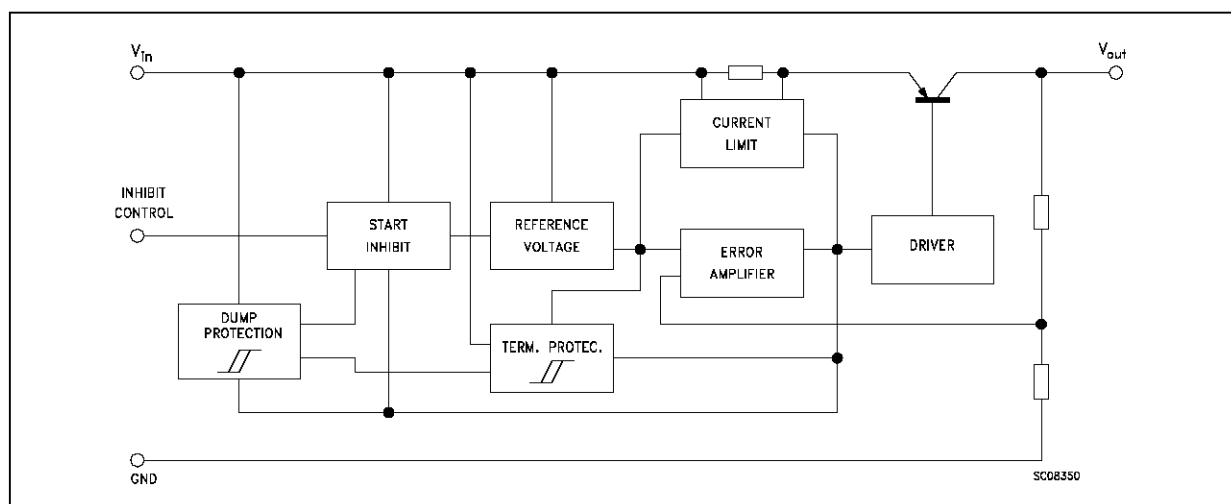 Vin
Vout
CURRENT
LIMIT
INHIBIT
CONTROL
START
INHIBIT
REFERENCE
VOLTAGE
ERROR
AMPLIFIER
DRIVER
DUMP
PROTECTION
TERM. PROTEC.
GND
SC08350